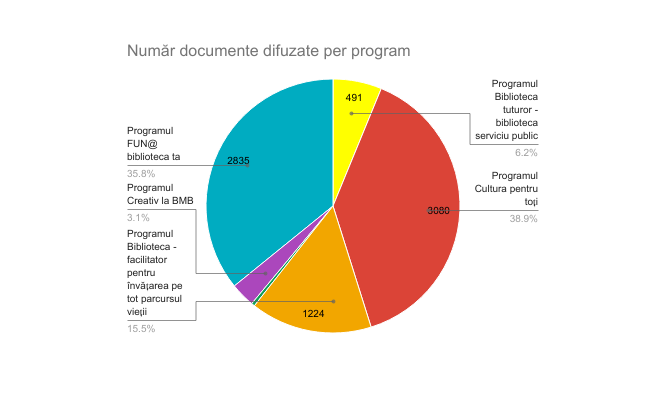 Număr documente difuzate per program
491
3080
1224
2835
Programul
Biblioteca
tuturor -
biblioteca
serviciu public
6.2%
Programul
Cultura pentru
toți
38.9%
Programul
FUN@
biblioteca ta
35.8%
Programul
Creativ la BMB
3.1%
Programul
Biblioteca -
facilitator
pentru
învățarea pe
tot parcursul
vieții
15.5%